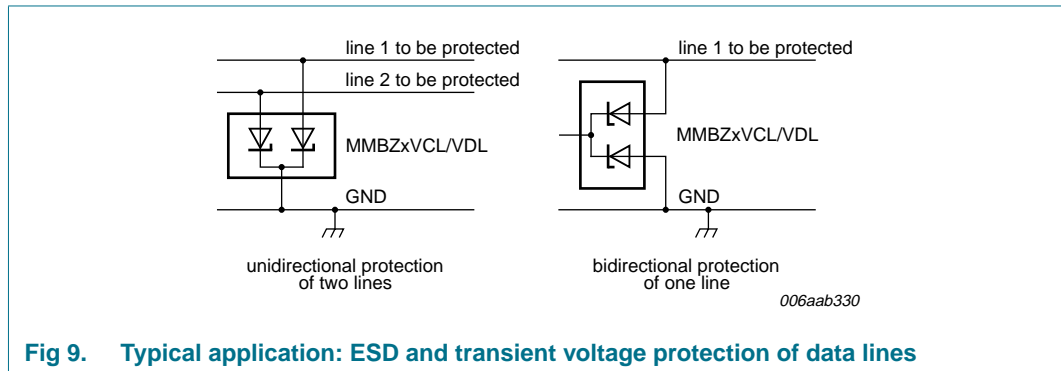 line 1 to be protected
line 2 to be protected
MMBZxVCL/VDL
GND
unidirectional protection
of two lines
line 1 to be protected
MMBZxVCL/VDL
GND
bidirectional protection
of one line
006aab330
Fig 9. Typical application: ESD and transient voltage protection of data lines